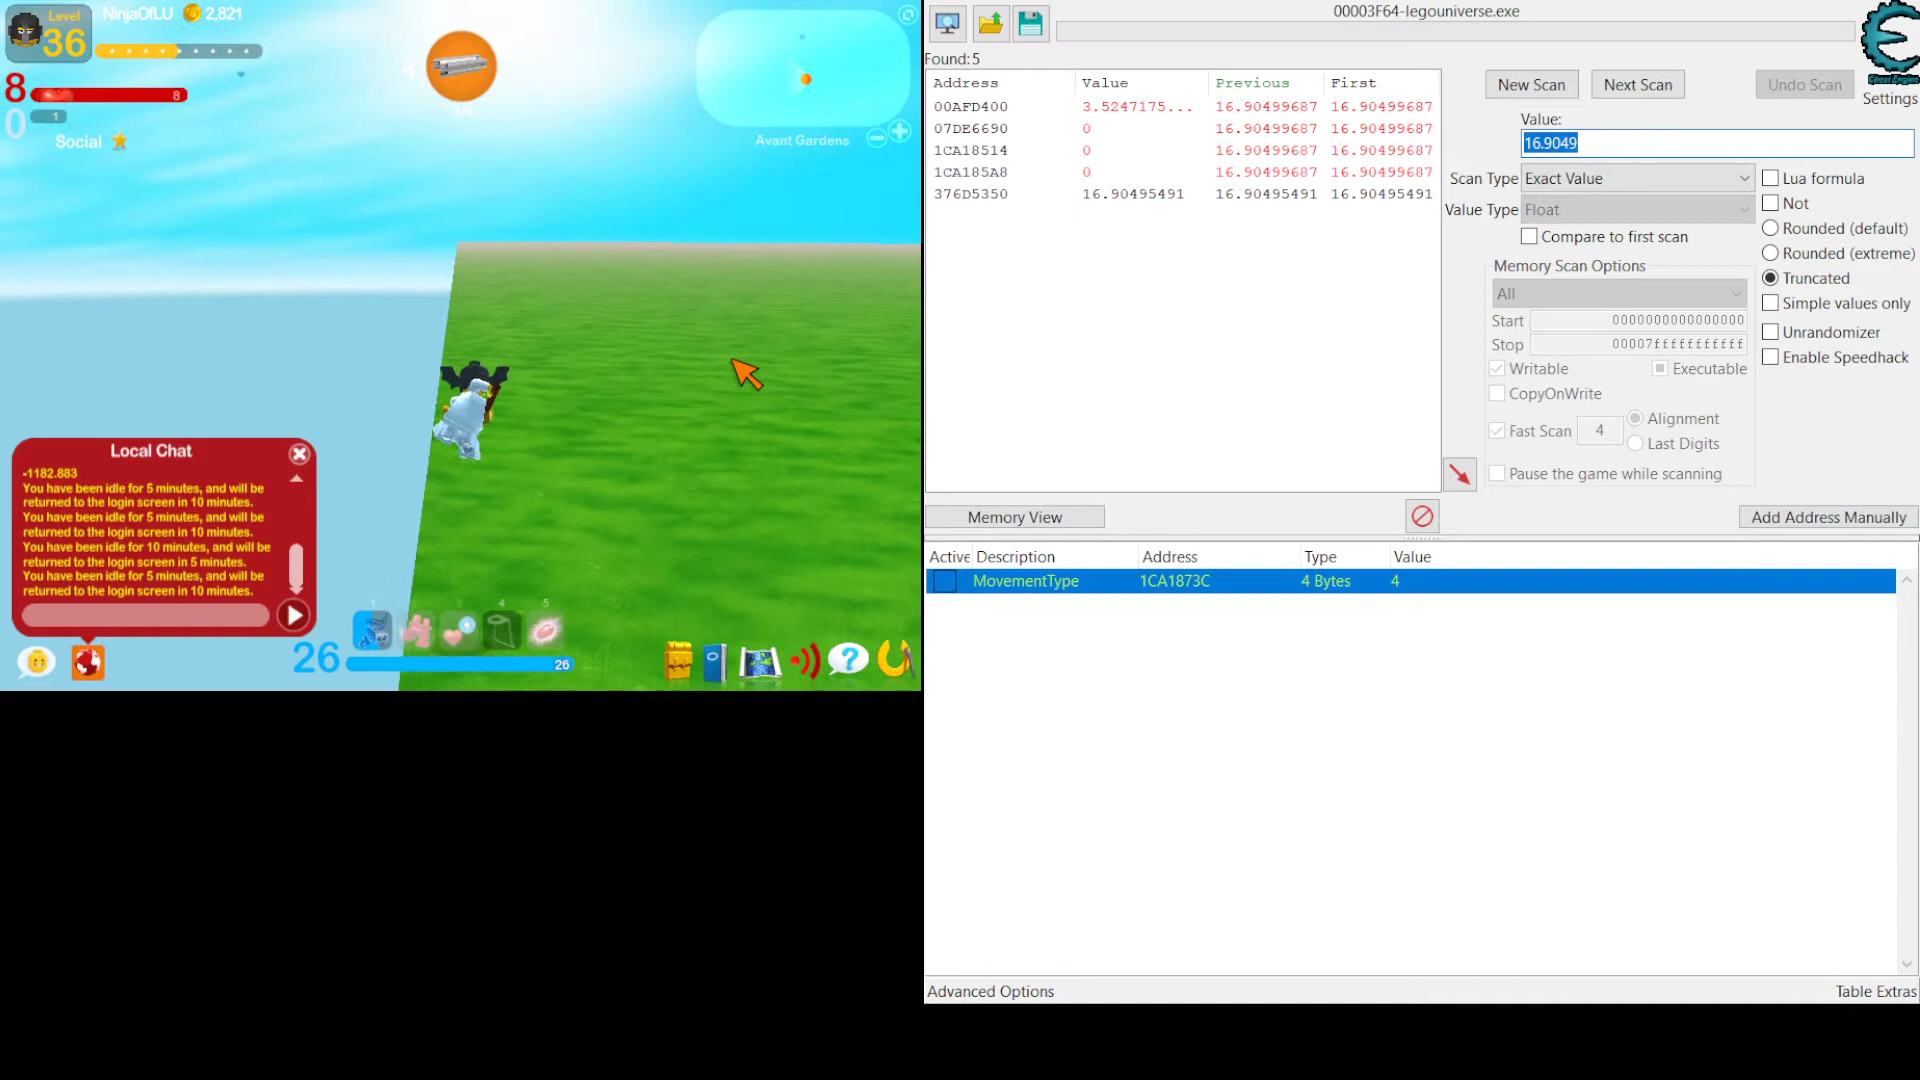 Level
36
NinjaOfLU 2,821
8 8
0 1
Social
Avant Gardens
Local Chat
-1182.883
You have been idle for 5 minutes, and will be
returned to the login screen in 10 minutes.
You have been idle for 5 minutes, and will be
returned to the login screen in 10 minutes.
You have been idle for 10 minutes, and will be
returned to the login screen in 5 minutes.
You have been idle for 5 minutes, and will be
returned to the login screen in 10 minutes.
1 4 5
26 26
00003F64-legouniverse.exe
Found:5
Address Value Previous First
00AFD400 3.5247175... 16.90499687 16.90499687
07DE6690 0 16.90499687 16.90499687
1CA18514 0 16.90499687 16.90499687
1CA185A8 0 16.90499687 16.90499687
376D5350 16.90495491 16.90495491 16.90495491
New Scan Next Scan Undo Scan
Cheat Engine
Settings
Value:
16.9049
Scan Type Exact Value
Value Type Float
Compare to first scan
Lua formula
Not
Rounded (default)
Rounded (extreme)
Truncated
Simple values only
Unrandomizer
Enable Speedhack
Memory Scan Options
All
Start 0000000000000000
Stop 00007fffffffffff
Writable Executable
CopyOnWrite
Fast Scan 4 Alignment
Last Digits
Pause the game while scanning
Memory View
Add Address Manually
Active Description Address Type Value
MovementType 1CA1873C 4 Bytes 4
Advanced Options
Table Extras